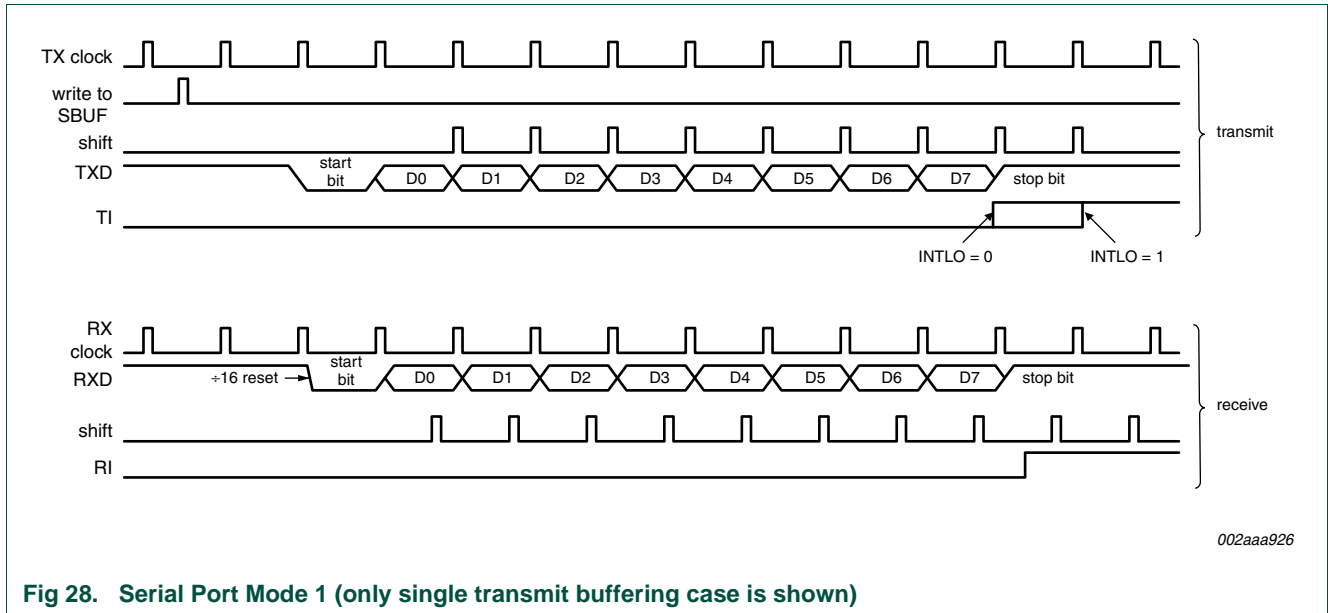 TX clock
write to
SBUF
shift
TXD
start
bit
D0 D1 D2 D3 D4 D5 D6 D7 stop bit
TI
INTLO = 0 INTLO = 1
transmit
RX
clock
RXD
÷16 reset
start
bit
D0 D1 D2 D3 D4 D5 D6 D7 stop bit
shift
RI
receive
002aaa926
Fig 28. Serial Port Mode 1 (only single transmit buffering case is shown)